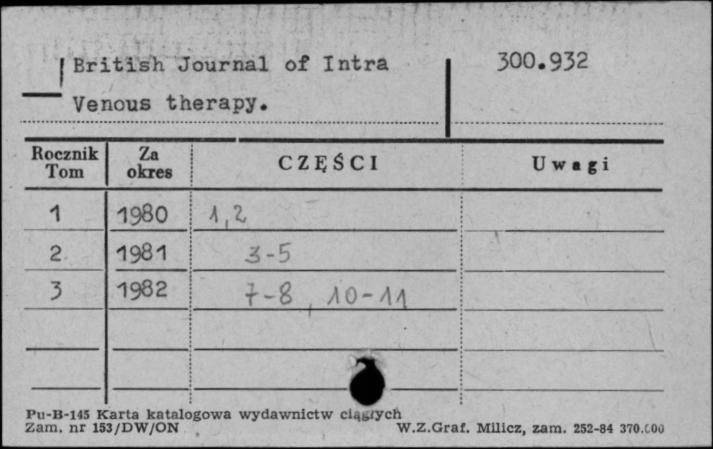 British Journal of Intra 300.932
Venous therapy.
Rocznik Tom Za okres CZĘŚCI Uwagi
1 1980 1,2
2 1981 3-5
3 1982 7-8, 10-11
Pu-B-145 Karta katalogowa wydawnictw ciągłych
Zam. nr 153/DW/ON W.Z.Graf. Milicz, zam. 252-84 370.000